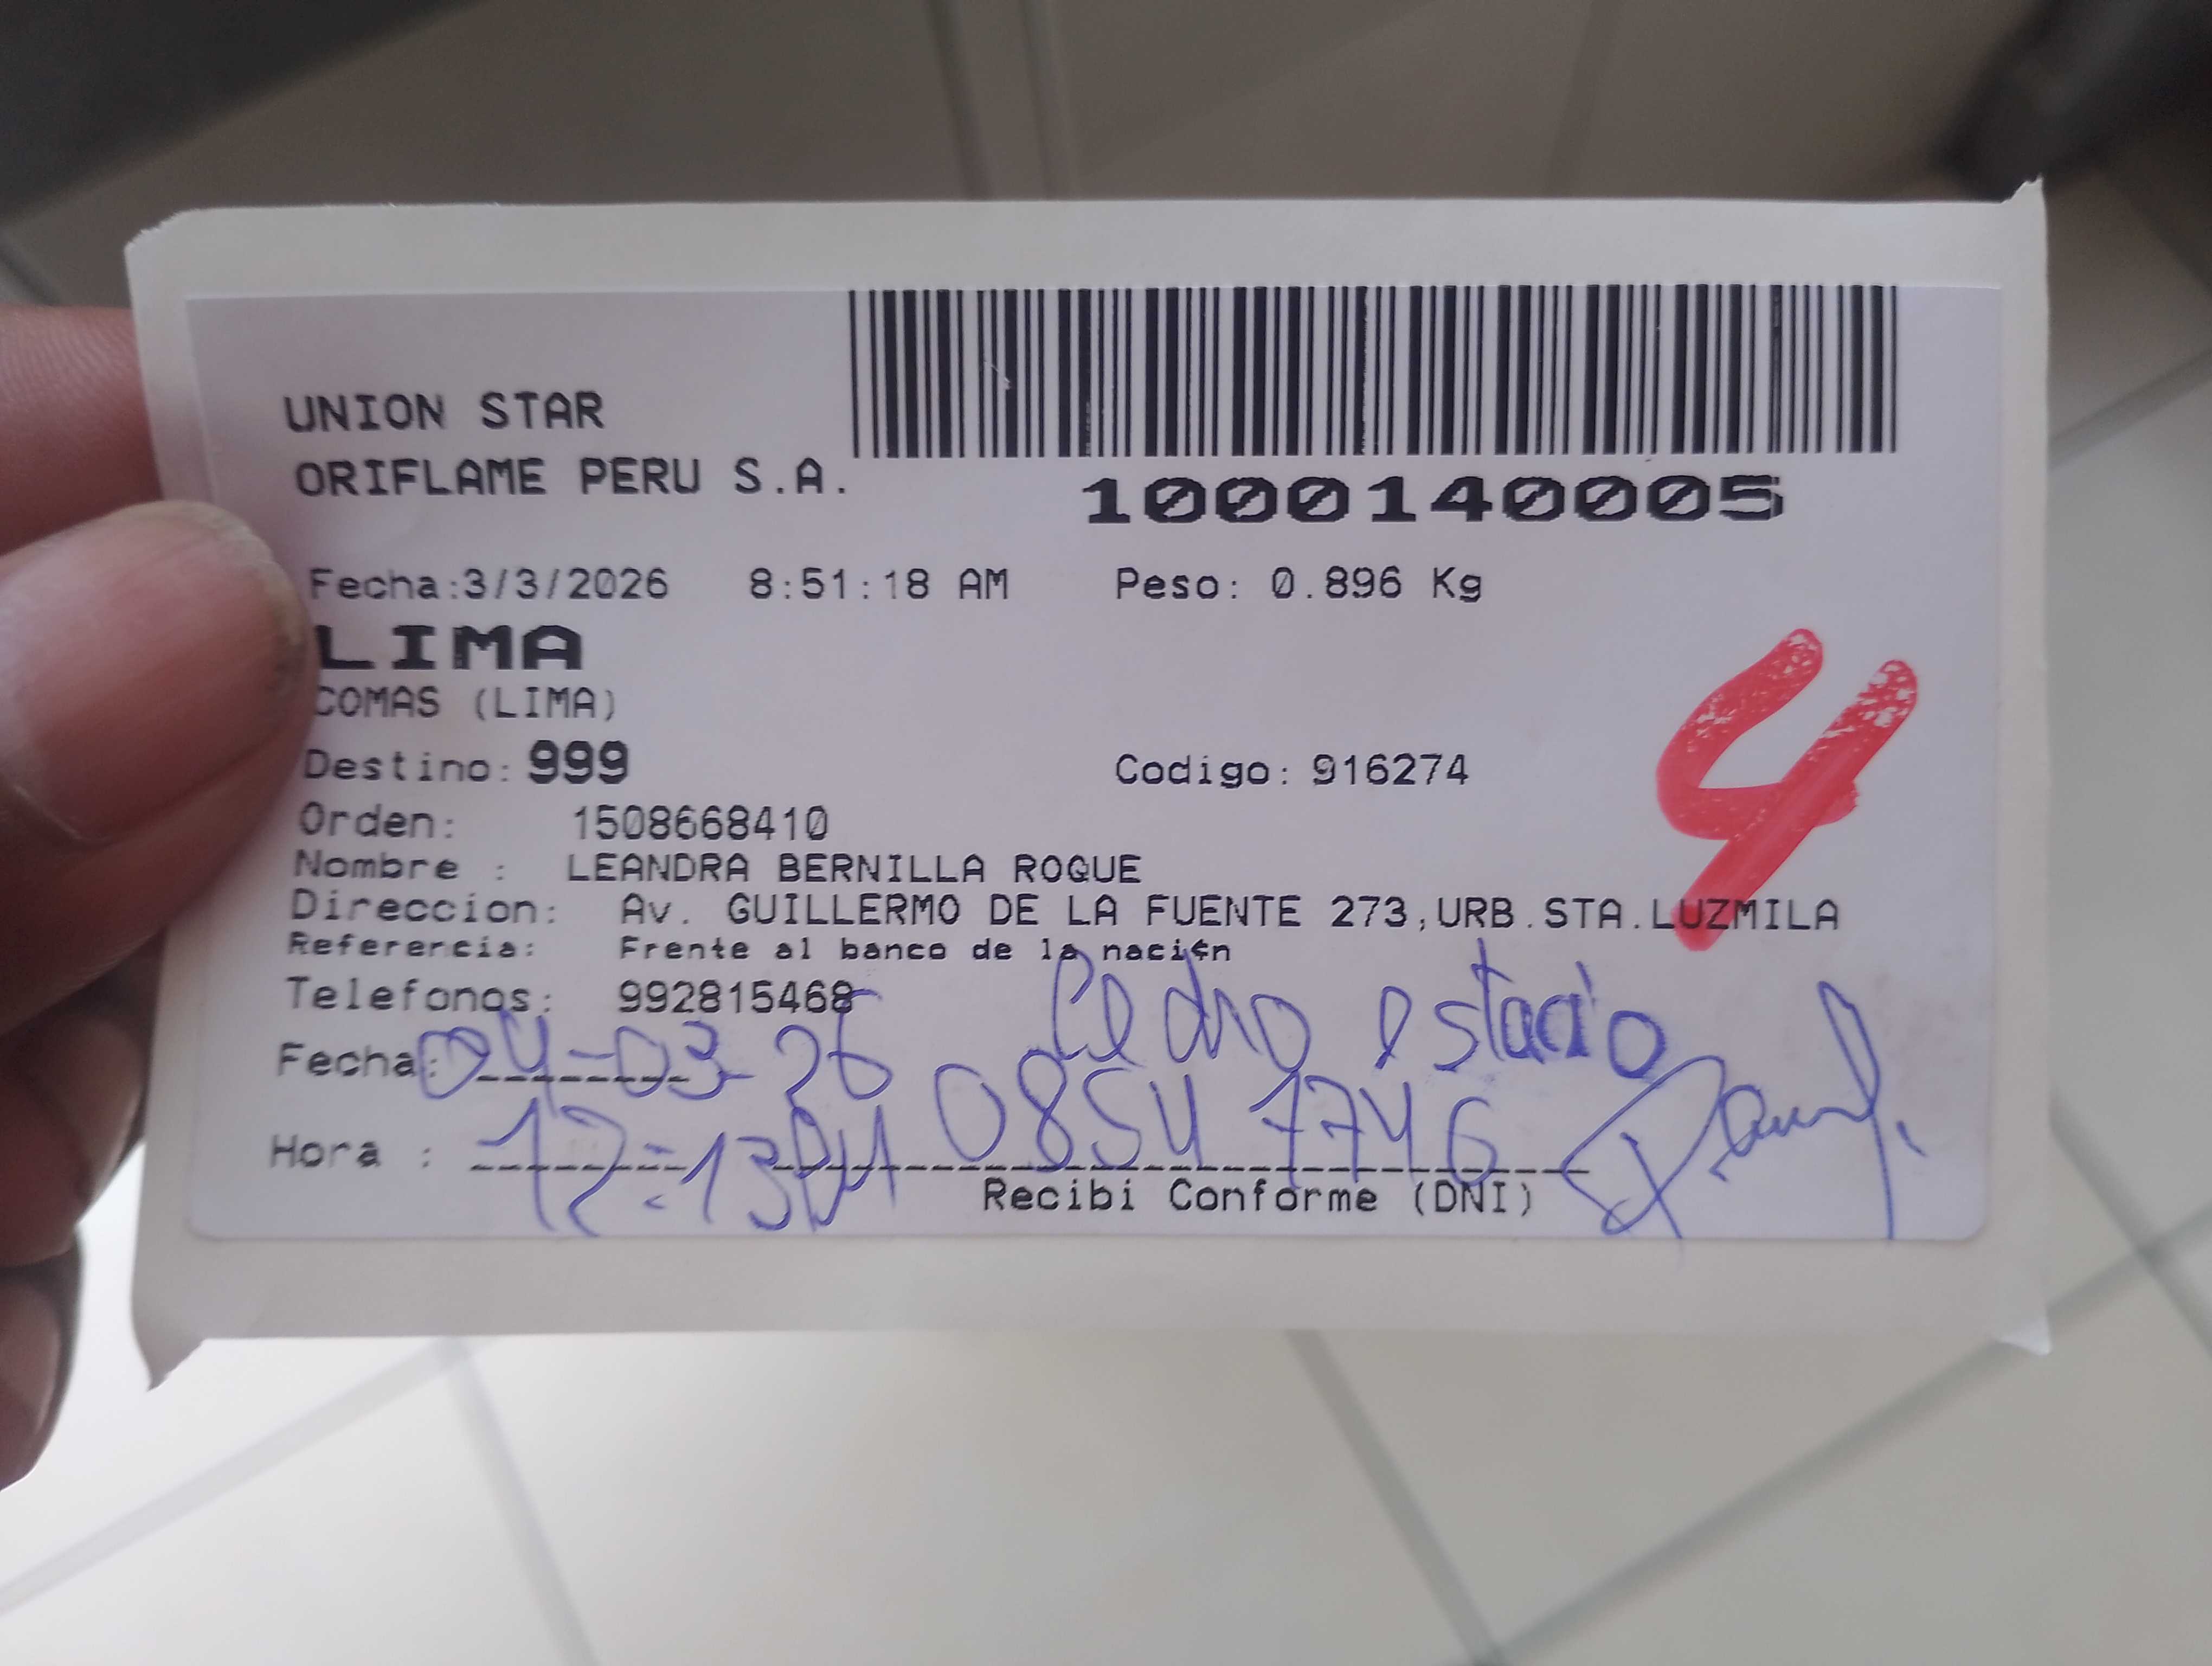 UNION STAR
ORIFLAME PERU S.A.
1000140005
Fecha:3/3/2026 8:51:18 AM Peso: 0.896 Kg
LIMA
COMAS (LIMA)
4
Destino: 999 Codigo: 916274
Orden: 1508668410
Nombre : LEANDRA BERNILLA ROQUE
Direccion: Av. GUILLERMO DE LA FUENTE 273,URB.STA.LUZMILA
Referencia: Frente al banco de la naci¢n
Telefonos: 992815468
Pedro estacio
Fecha: 04-03-26
08547746
Hora : 12:13PM
Recibi Conforme (DNI)